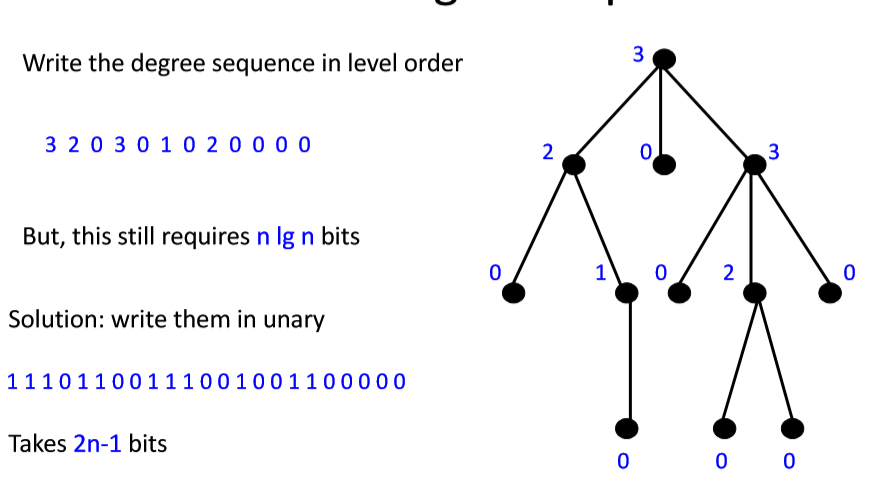 Write the degree sequence in level order
3 2 0 3 0 1 0 2 0 0 0 0
But, this still requires n lg n bits
Solution: write them in unary
1 1 1 0 1 1 0 0 1 1 1 0 0 1 0 0 1 1 0 0 0 0 0
Takes 2n-1 bits
3
2 0 3
0 1 0 2 0
0 0 0